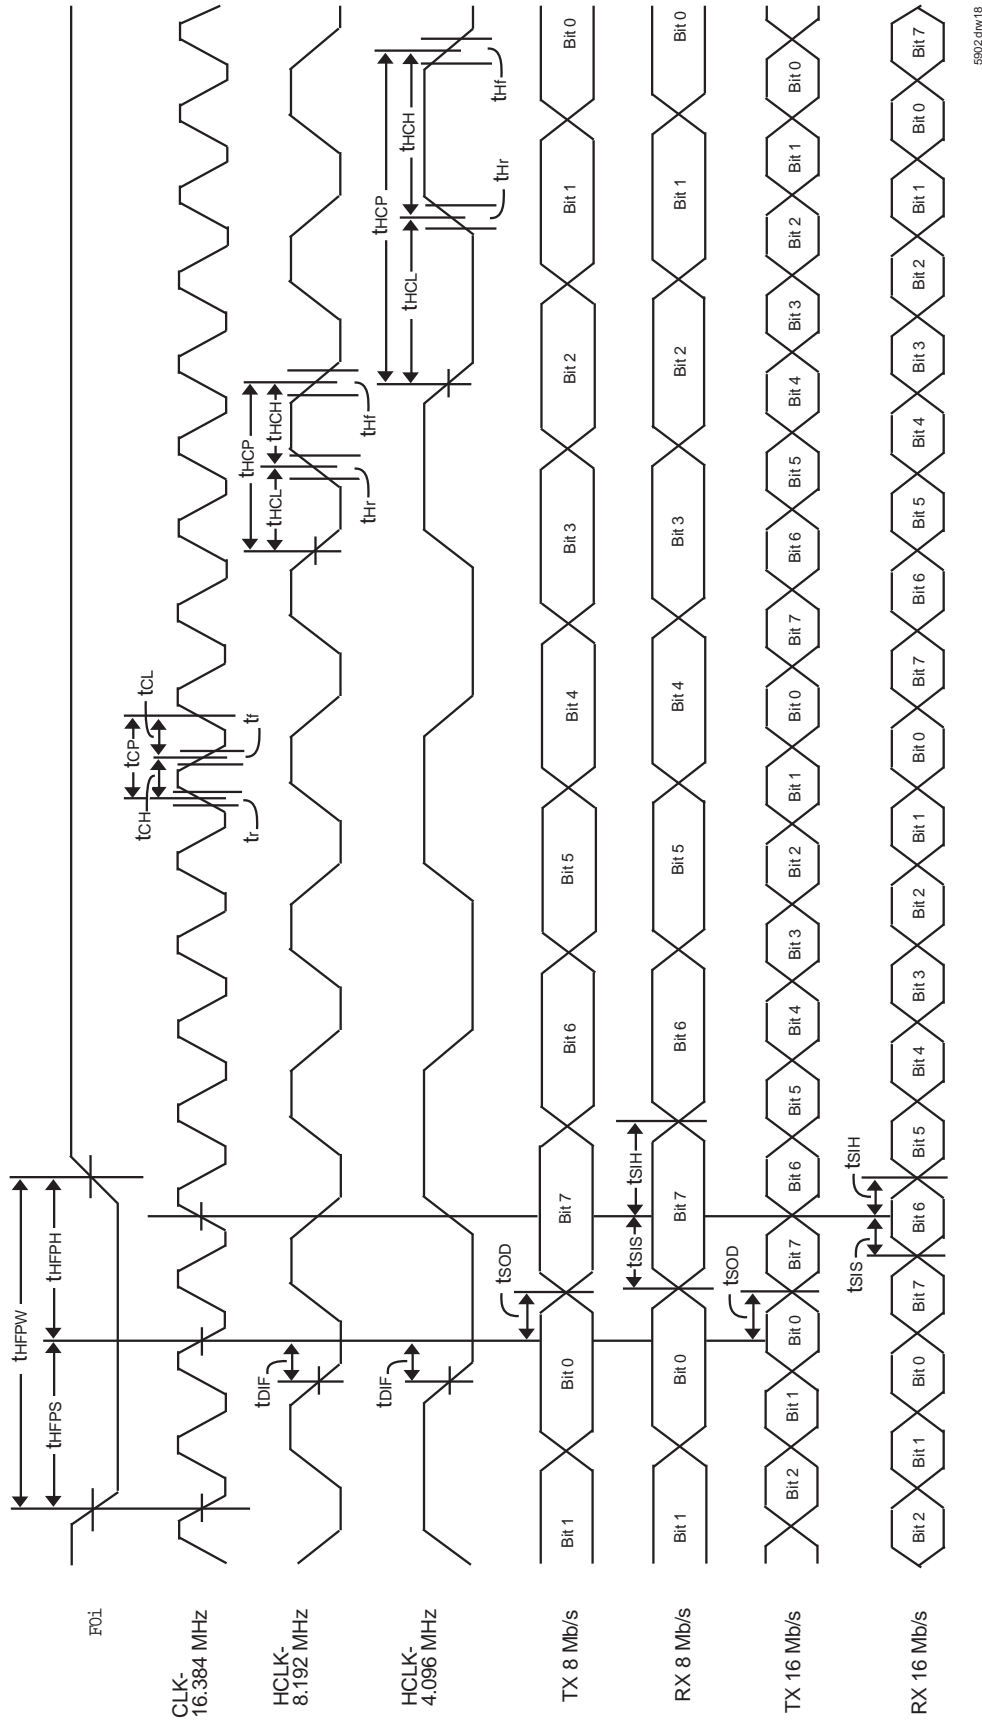 tHFPW
tHFPS tHFPH
F0i
tCH tCP tCL
CLK-
16.384 MHz
tr tf
tHCP
tHCL tHCH
HCLK-
8.192 MHz
tDIF
tHr tHf
tHCP
tHCL tHCH
HCLK-
4.096 MHz
tDIF
tHr tHf
tSOD
TX 8 Mb/s Bit 1 Bit 0 Bit 7 Bit 6 Bit 5 Bit 4 Bit 3 Bit 2 Bit 1 Bit 0
tSIS tSIH
RX 8 Mb/s Bit 1 Bit 0 Bit 7 Bit 6 Bit 5 Bit 4 Bit 3 Bit 2 Bit 1 Bit 0
tSOD
TX 16 Mb/s Bit 2 Bit 1 Bit 0 Bit 7 Bit 6 Bit 5 Bit 4 Bit 3 Bit 2 Bit 1 Bit 0 Bit 7 Bit 6 Bit 5 Bit 4 Bit 3 Bit 2 Bit 1 Bit 0
tSIS tSIH
RX 16 Mb/s Bit 2 Bit 1 Bit 0 Bit 7 Bit 6 Bit 5 Bit 4 Bit 3 Bit 2 Bit 1 Bit 0 Bit 7 Bit 6 Bit 5 Bit 4 Bit 3 Bit 2 Bit 1 Bit 0 Bit 7
5902 drw18